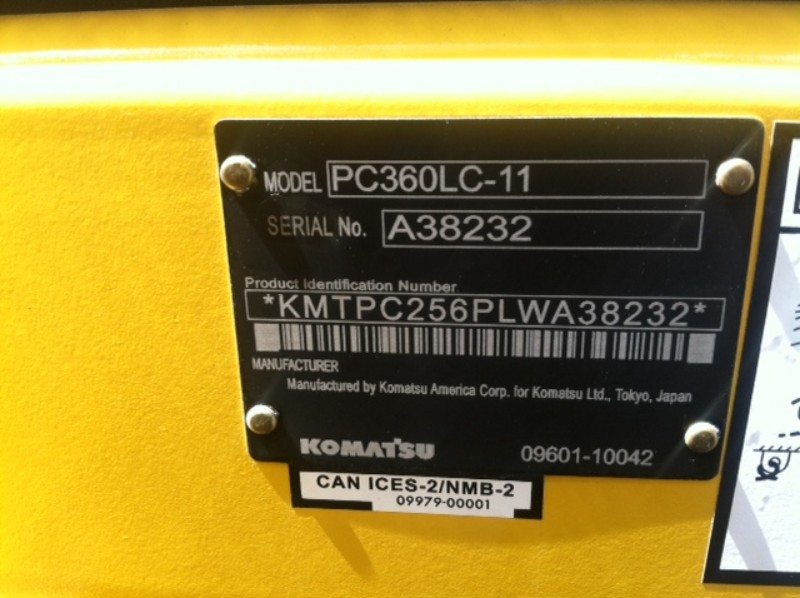 MODEL PC360LC-11
SERIAL No. A38232
Product Identification Number
*KMTPC256PLWA38232*
MANUFACTURER
Manufactured by Komatsu America Corp. for Komatsu Ltd., Tokyo, Japan
KOMATSU 09601-10042
CAN ICES-2/NMB-2
09979-00001